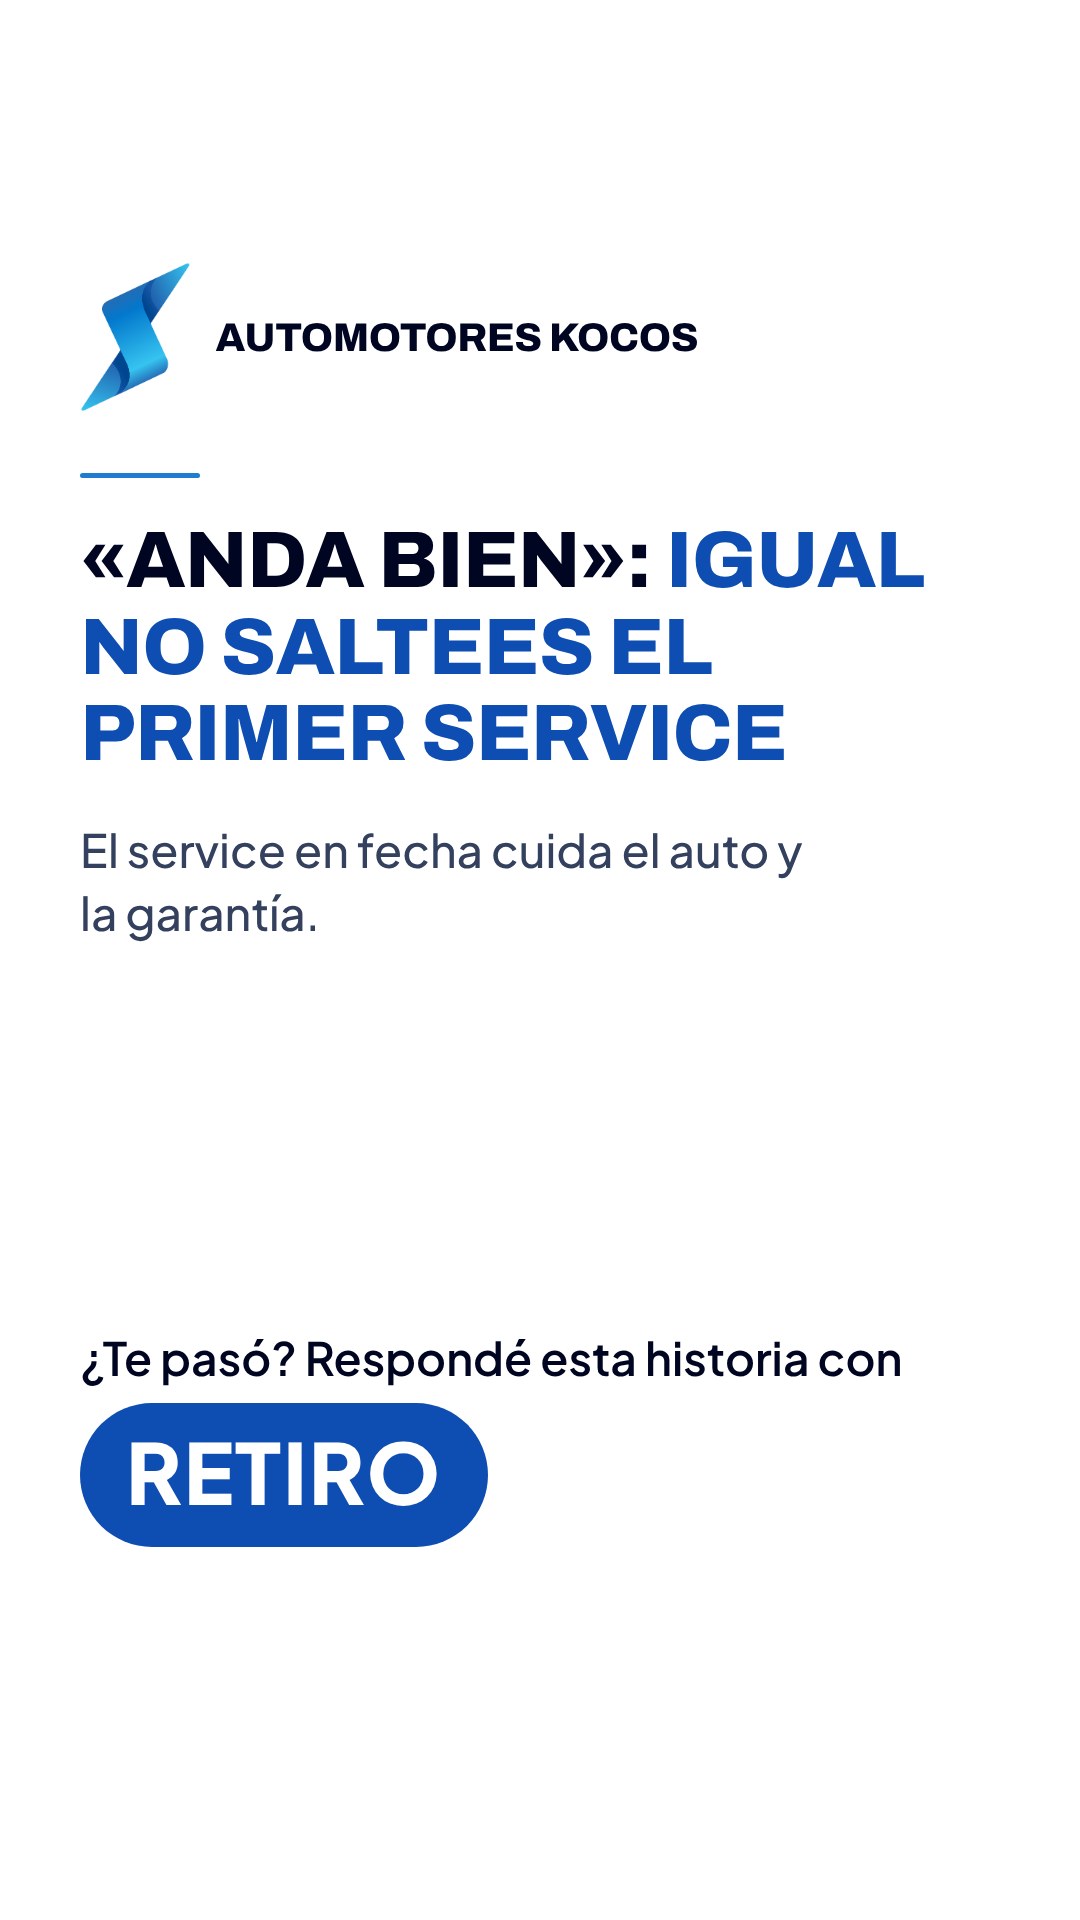 AUTOMOTORES KOCOS
«ANDA BIEN»: IGUAL
NO SALTEES EL
PRIMER SERVICE
El service en fecha cuida el auto y
la garantía.
¿Te pasó? Respondé esta historia con
RETIRO